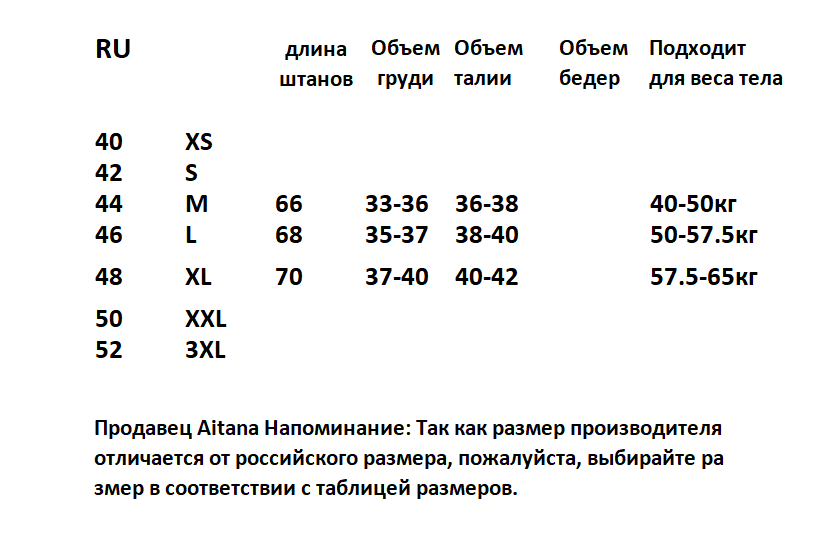 RU длина Объем Объем Объем Подходит
штанов груди талии бедер для веса тела
40 XS
42 S
44 M 66 33-36 36-38 40-50кг
46 L 68 35-37 38-40 50-57.5кг
48 XL 70 37-40 40-42 57.5-65кг
50 XXL
52 3XL
Продавец Aitana Напоминание: Так как размер производителя
отличается от российского размера, пожалуйста, выбирайте ра
змер в соответствии с таблицей размеров.